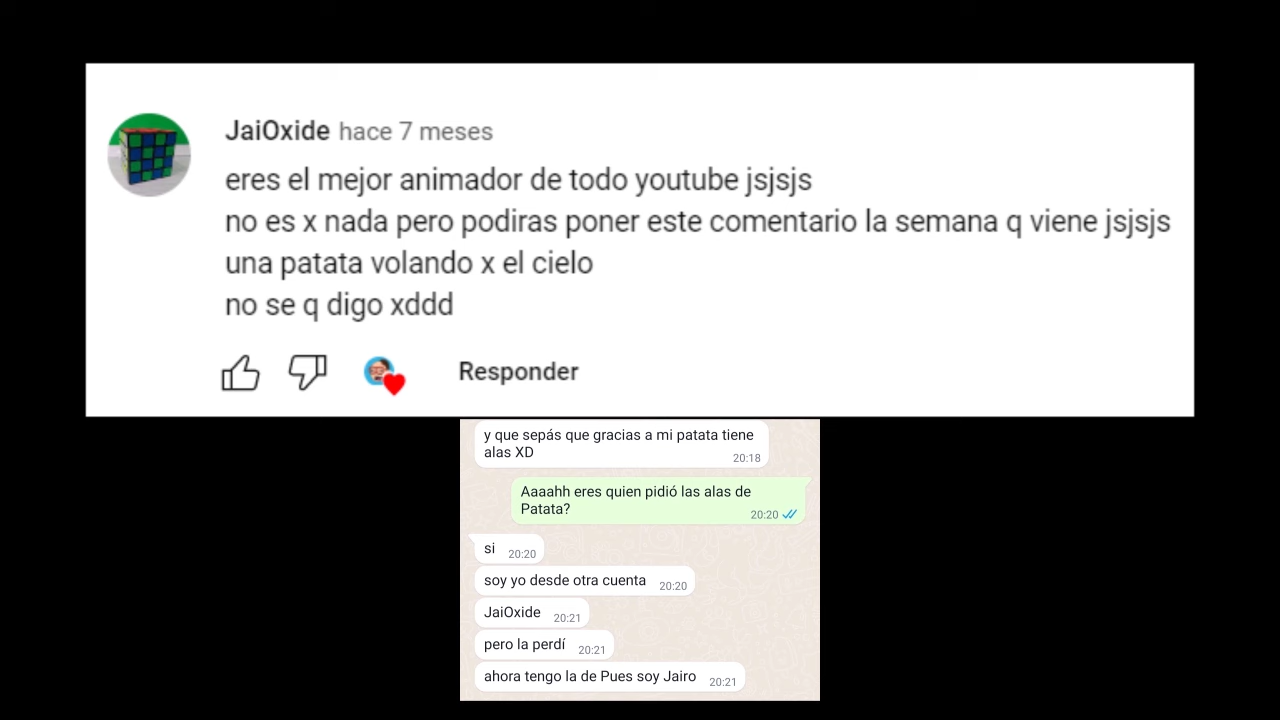 JaiOxide hace 7 meses
eres el mejor animador de todo youtube jsjsjs
no es x nada pero podiras poner este comentario la semana q viene jsjsjs
una patata volando x el cielo
no se q digo xddd
Responder
y que sepás que gracias a mi patata tiene
alas XD
20:18
Aaaahh eres quien pidió las alas de
Patata?
20:20
si 20:20
soy yo desde otra cuenta 20:20
JaiOxide 20:21
pero la perdí 20:21
ahora tengo la de Pues soy Jairo 20:21